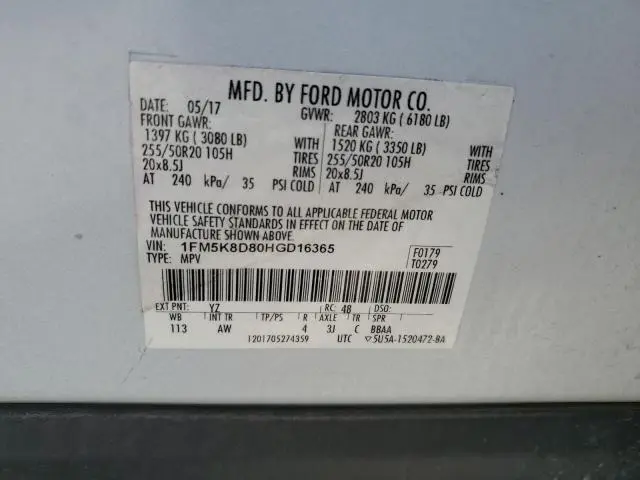 MFD. BY FORD MOTOR CO.
DATE: 05/17 GVWR: 2803 KG ( 6180 LB)
FRONT GAWR: REAR GAWR:
1397 KG ( 3080 LB) WITH 1520 KG ( 3350 LB) WITH
255/50R20 105H TIRES 255/50R20 105H TIRES
20x8.5J RIMS 20x8.5J RIMS
AT 240 kPa/ 35 PSI COLD AT 240 kPa/ 35 PSI COLD
THIS VEHICLE CONFORMS TO ALL APPLICABLE FEDERAL MOTOR
VEHICLE SAFETY STANDARDS IN EFFECT ON THE DATE OF
MANUFACTURE SHOWN ABOVE.
VIN: 1FM5K8D80HGD16365 F0179
TYPE: MPV T0279
EXT PNT: YZ RC: 48 DSO:
WB INT TR TP/PS R AXLE TR SPR
113 AW 4 3J C BBAA
1201705274359 UTC ▽5U5A-1520472-BA